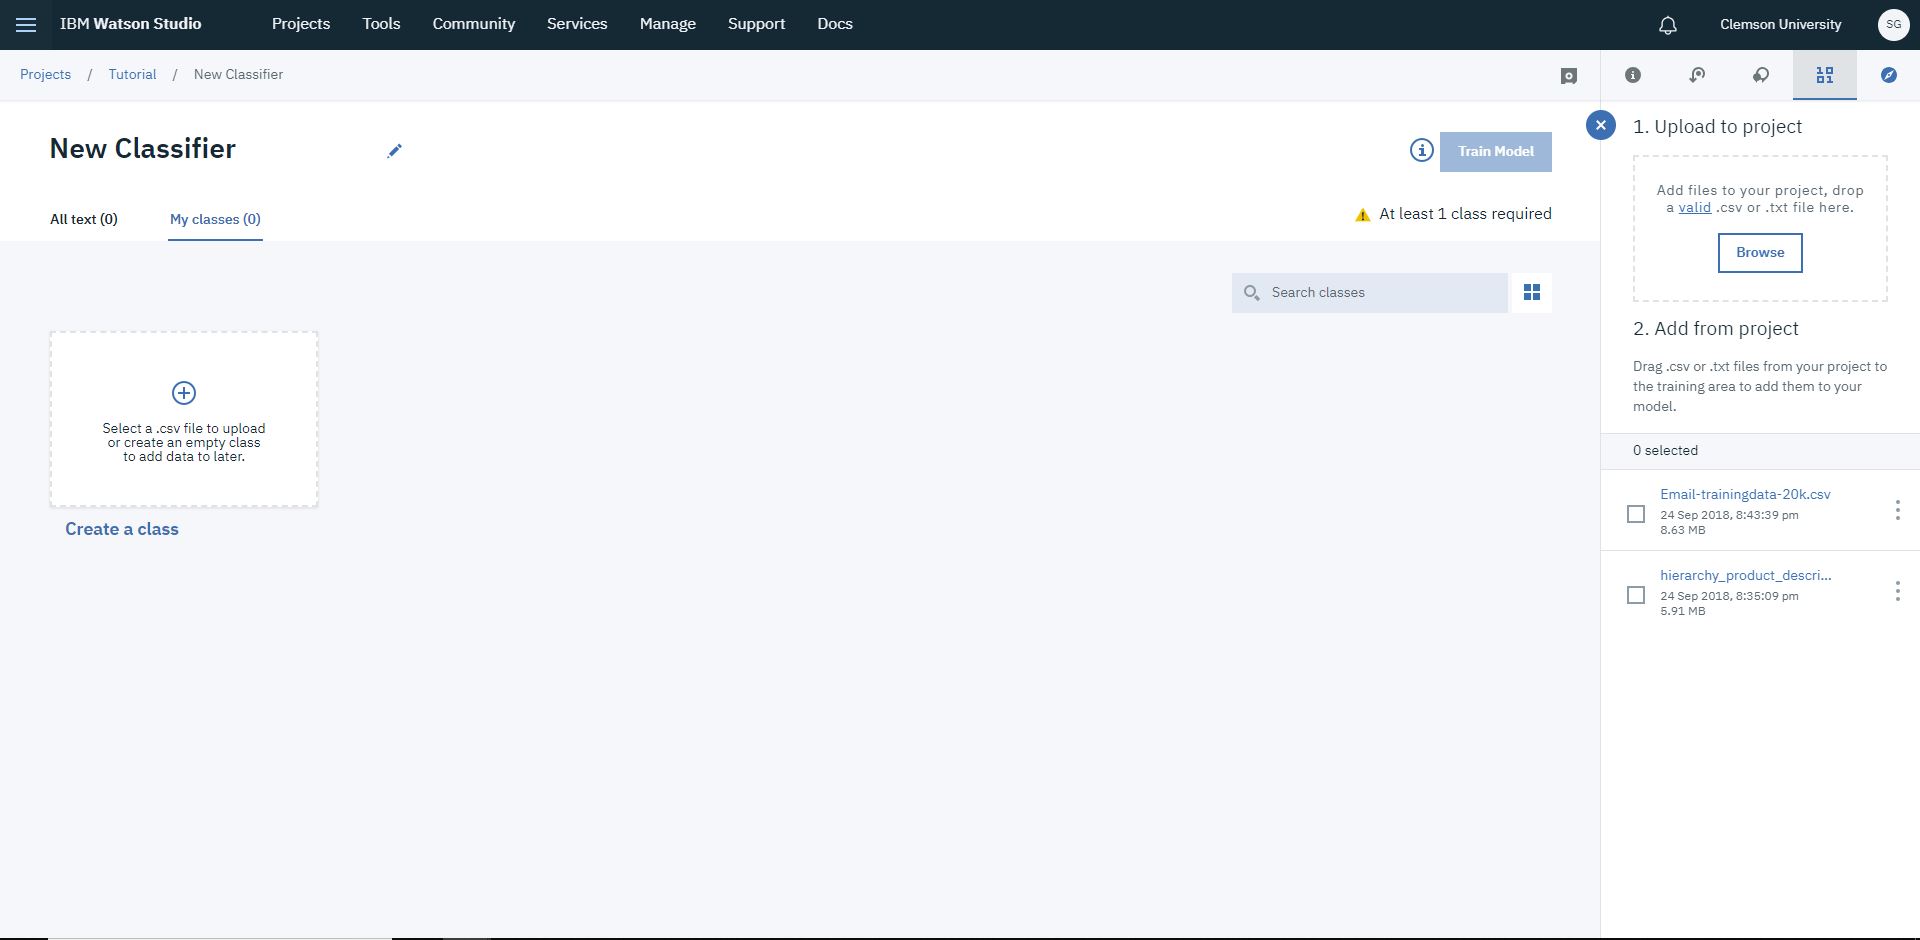 IBM Watson Studio
Projects
Tools
Community
Services
Manage
Support
Docs
Clemson University
SG
Projects / Tutorial / New Classifier
New Classifier
Train Model
All text (0)
My classes (0)
At least 1 class required
Search classes
Select a .csv file to upload
or create an empty class
to add data to later.
Create a class
1. Upload to project
Add files to your project, drop
a valid .csv or .txt file here.
Browse
2. Add from project
Drag .csv or .txt files from your project to
the training area to add them to your
model.
0 selected
Email-trainingdata-20k.csv
24 Sep 2018, 8:43:39 pm
8.63 MB
hierarchy_product_descri...
24 Sep 2018, 8:35:09 pm
5.91 MB